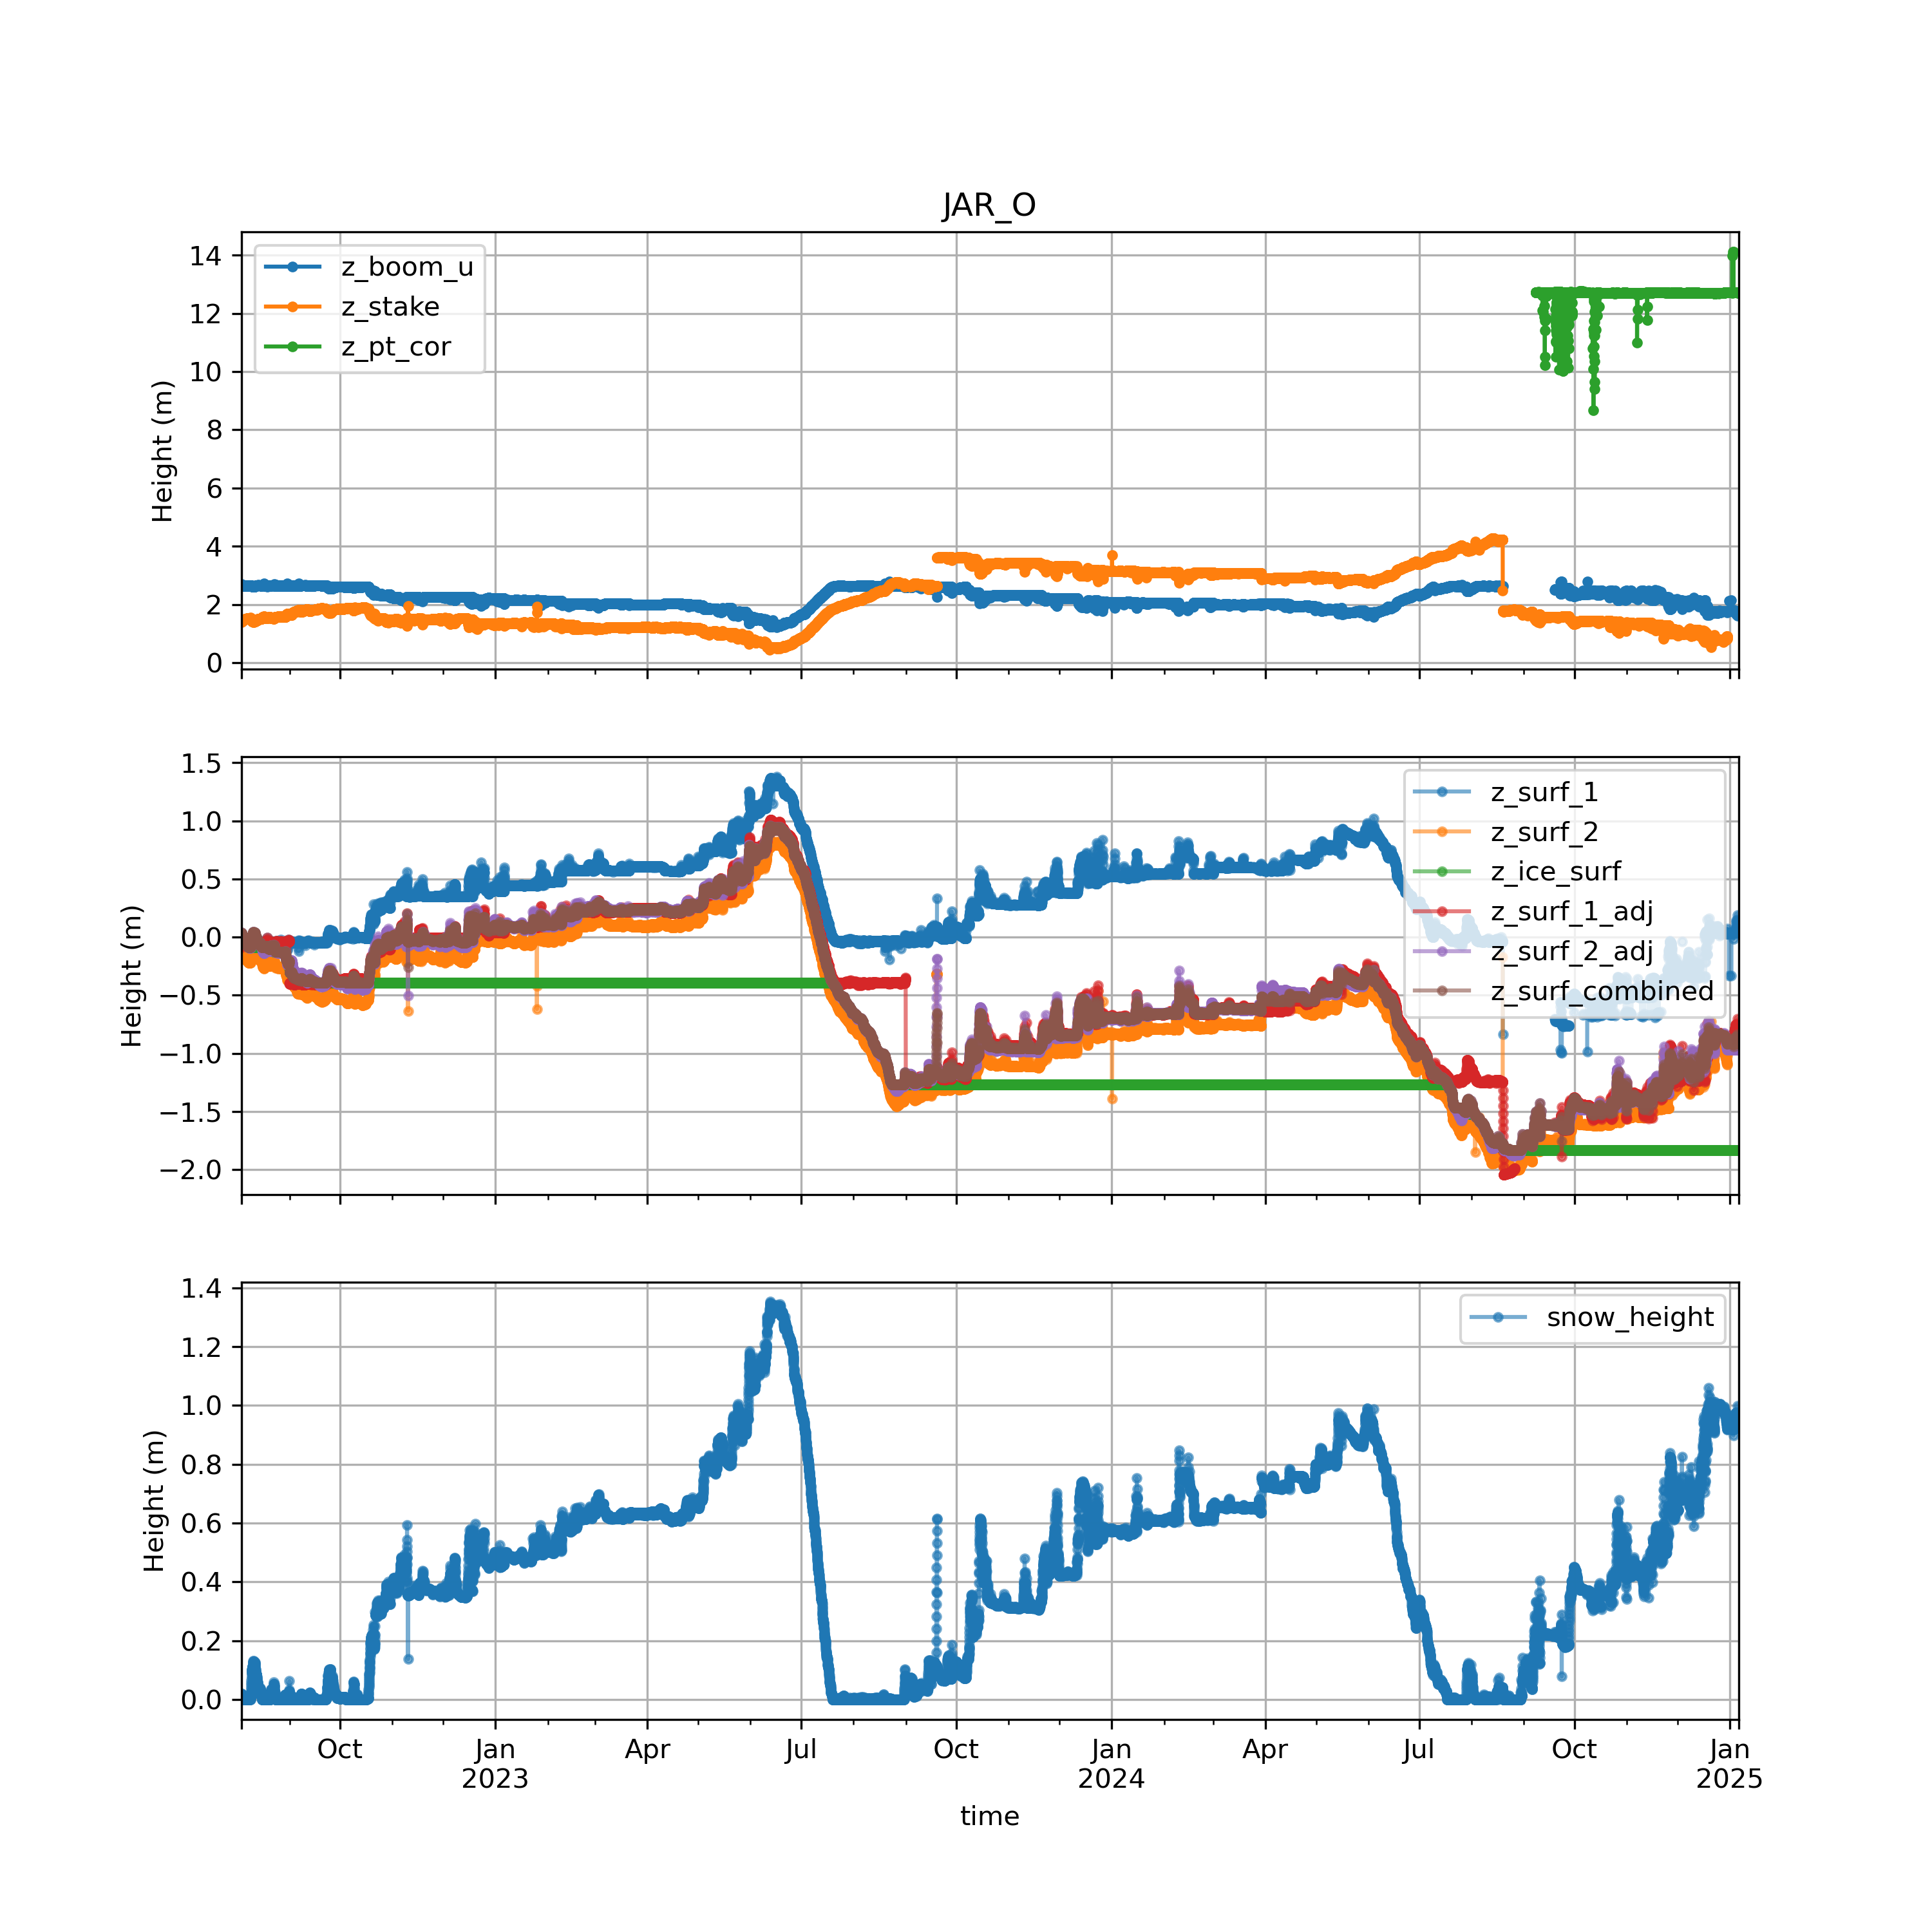 JAR_O
14
12
10
8
6
4
2
0
Height (m)
z_boom_u
z_stake
z_pt_cor
1.5
1.0
0.5
0.0
−0.5
−1.0
−1.5
−2.0
Height (m)
z_surf_1
z_surf_2
z_ice_surf
z_surf_1_adj
z_surf_2_adj
z_surf_combined
1.4
1.2
1.0
0.8
0.6
0.4
0.2
0.0
Height (m)
snow_height
Oct Jan Apr Jul Oct Jan Apr Jul Oct Jan
2023 2024 2025
time